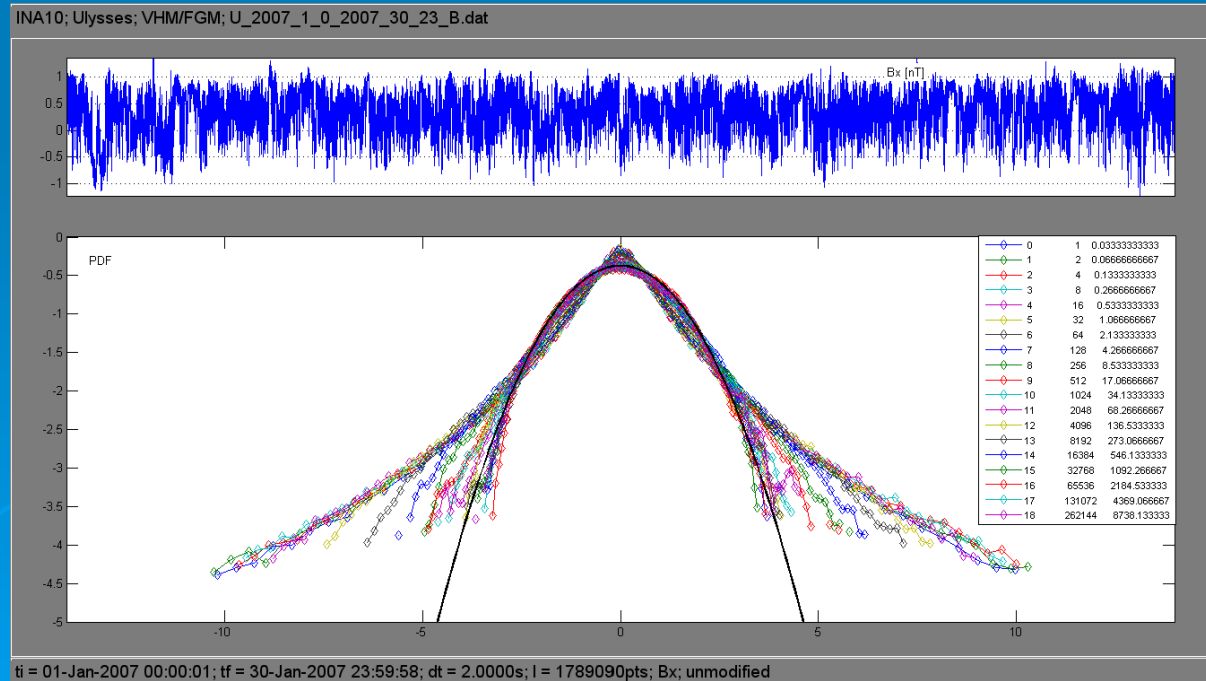 INA10; Ulysses; VHM/FGM; U_2007_1_0_2007_30_23_B.dat
Bx [nT]
1
0.5
0
-0.5
-1
PDF
0
-0.5
-1
-1.5
-2
-2.5
-3
-3.5
-4
-4.5
-5
-10 -5 0 5 10
0 1 0.03333333333
1 2 0.06666666667
2 4 0.1333333333
3 8 0.2666666667
4 16 0.5333333333
5 32 1.066666667
6 64 2.133333333
7 128 4.266666667
8 256 8.533333333
9 512 17.06666667
10 1024 34.13333333
11 2048 68.26666667
12 4096 136.5333333
13 8192 273.0666667
14 16384 546.1333333
15 32768 1092.266667
16 65536 2184.533333
17 131072 4369.066667
18 262144 8738.133333
ti = 01-Jan-2007 00:00:01; tf = 30-Jan-2007 23:59:58; dt = 2.0000s; l = 1789090pts; Bx; unmodified